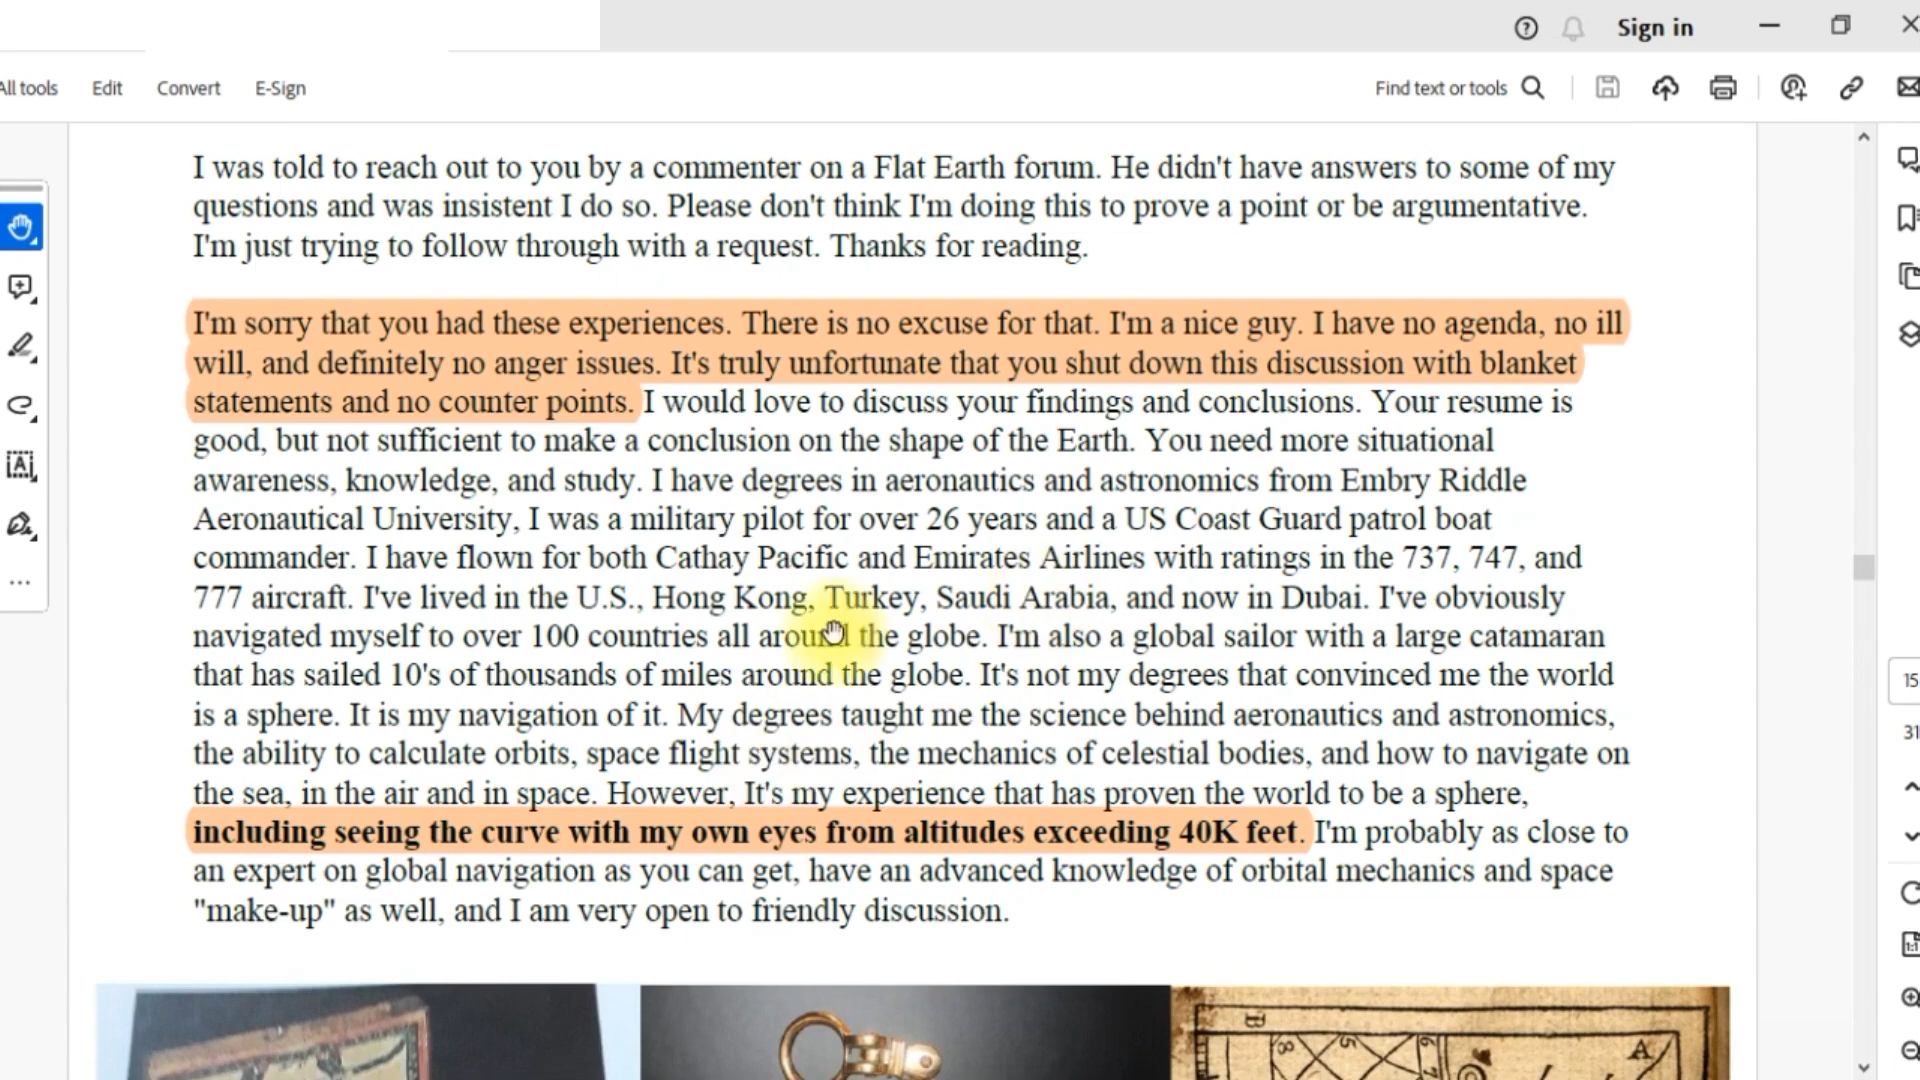 Sign in
All tools Edit Convert E-Sign Find text or tools
I was told to reach out to you by a commenter on a Flat Earth forum. He didn't have answers to some of my
questions and was insistent I do so. Please don't think I'm doing this to prove a point or be argumentative.
I'm just trying to follow through with a request. Thanks for reading.
I'm sorry that you had these experiences. There is no excuse for that. I'm a nice guy. I have no agenda, no ill
will, and definitely no anger issues. It's truly unfortunate that you shut down this discussion with blanket
statements and no counter points. I would love to discuss your findings and conclusions. Your resume is
good, but not sufficient to make a conclusion on the shape of the Earth. You need more situational
awareness, knowledge, and study. I have degrees in aeronautics and astronomics from Embry Riddle
Aeronautical University, I was a military pilot for over 26 years and a US Coast Guard patrol boat
commander. I have flown for both Cathay Pacific and Emirates Airlines with ratings in the 737, 747, and
777 aircraft. I've lived in the U.S., Hong Kong, Turkey, Saudi Arabia, and now in Dubai. I've obviously
navigated myself to over 100 countries all around the globe. I'm also a global sailor with a large catamaran
that has sailed 10's of thousands of miles around the globe. It's not my degrees that convinced me the world
is a sphere. It is my navigation of it. My degrees taught me the science behind aeronautics and astronomics,
the ability to calculate orbits, space flight systems, the mechanics of celestial bodies, and how to navigate on
the sea, in the air and in space. However, It's my experience that has proven the world to be a sphere,
including seeing the curve with my own eyes from altitudes exceeding 40K feet. I'm probably as close to
an expert on global navigation as you can get, have an advanced knowledge of orbital mechanics and space
"make-up" as well, and I am very open to friendly discussion.
15
31
B
A